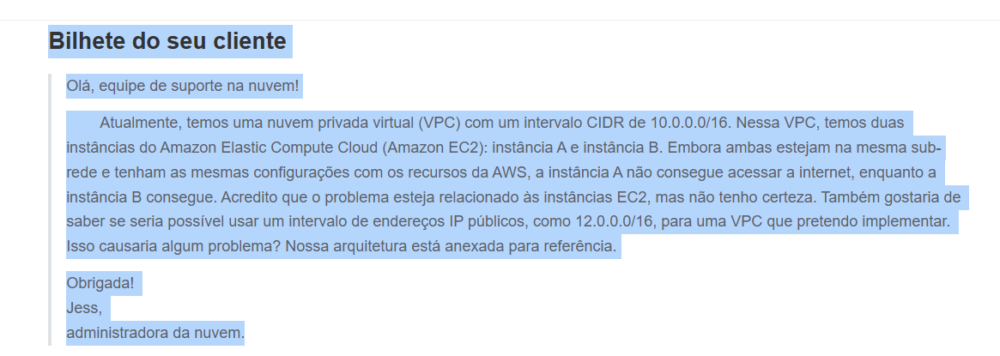 Bilhete do seu cliente
Olá, equipe de suporte na nuvem!
Atualmente, temos uma nuvem privada virtual (VPC) com um intervalo CIDR de 10.0.0.0/16. Nessa VPC, temos duas
instâncias do Amazon Elastic Compute Cloud (Amazon EC2): instância A e instância B. Embora ambas estejam na mesma sub-
rede e tenham as mesmas configurações com os recursos da AWS, a instância A não consegue acessar a internet, enquanto a
instância B consegue. Acredito que o problema esteja relacionado às instâncias EC2, mas não tenho certeza. Também gostaria de
saber se seria possível usar um intervalo de endereços IP públicos, como 12.0.0.0/16, para uma VPC que pretendo implementar.
Isso causaria algum problema? Nossa arquitetura está anexada para referência.
Obrigada!
Jess,
administradora da nuvem.